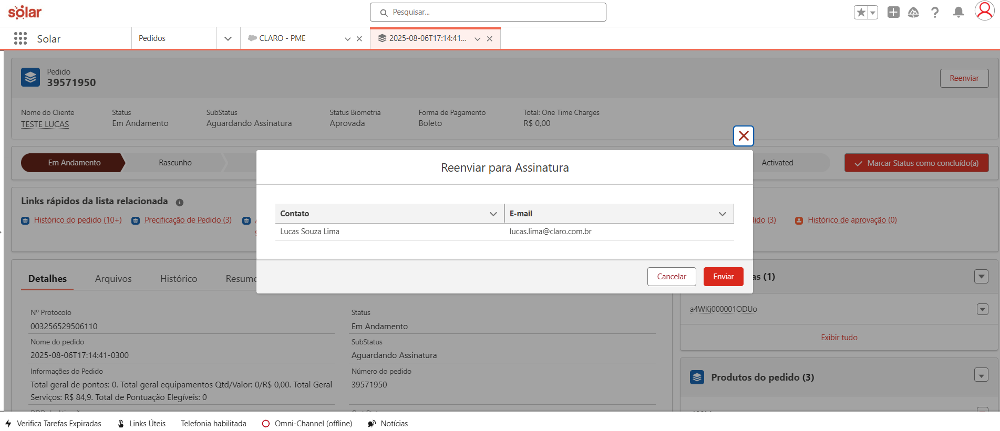 solar
Pesquisar...
Solar
Pedidos
CLARO - PME
2025-08-06T17:14:41...
Pedido
39571950
Reenviar
Nome do Cliente
TESTE LUCAS
Status
Em Andamento
SubStatus
Aguardando Assinatura
Status Biometria
Aprovada
Forma de Pagamento
Boleto
Total: One Time Charges
R$ 0,00
Em Andamento
Rascunho
Activated
Marcar Status como concluído(a)
Reenviar para Assinatura
Contato
E-mail
Lucas Souza Lima
lucas.lima@claro.com.br
Cancelar
Enviar
Links rápidos da lista relacionada
Histórico do pedido (10+)
Precificação de Pedido (3)
(3)
Histórico de aprovação (0)
Detalhes
Arquivos
Histórico
Resumo
Nº Protocolo
003256529506110
Status
Em Andamento
Nome do pedido
2025-08-06T17:14:41-0300
SubStatus
Aguardando Assinatura
Informações do Pedido
Total geral de pontos: 0. Total geral equipamentos Qtd/Valor: 0/R$ 0,00. Total Geral
Serviços: R$ 84,9. Total de Pontuação Elegíveis: 0
Número do pedido
39571950
as (1)
a4WKj000001ODUo
Exibir tudo
Produtos do pedido (3)
Verifica Tarefas Expiradas
Links Úteis
Telefonia habilitada
Omni-Channel (offline)
Notícias